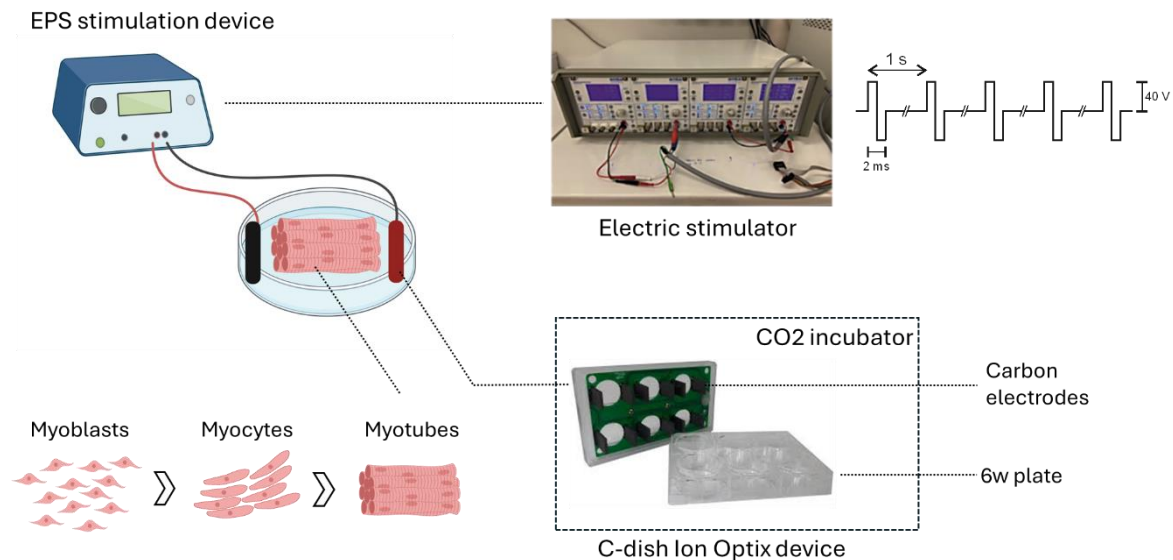 EPS stimulation device
1 s
40 V
2 ms
Electric stimulator
CO2 incubator
Carbon
electrodes
Myoblasts
Myocytes
Myotubes
6w plate
C-dish Ion Optix device